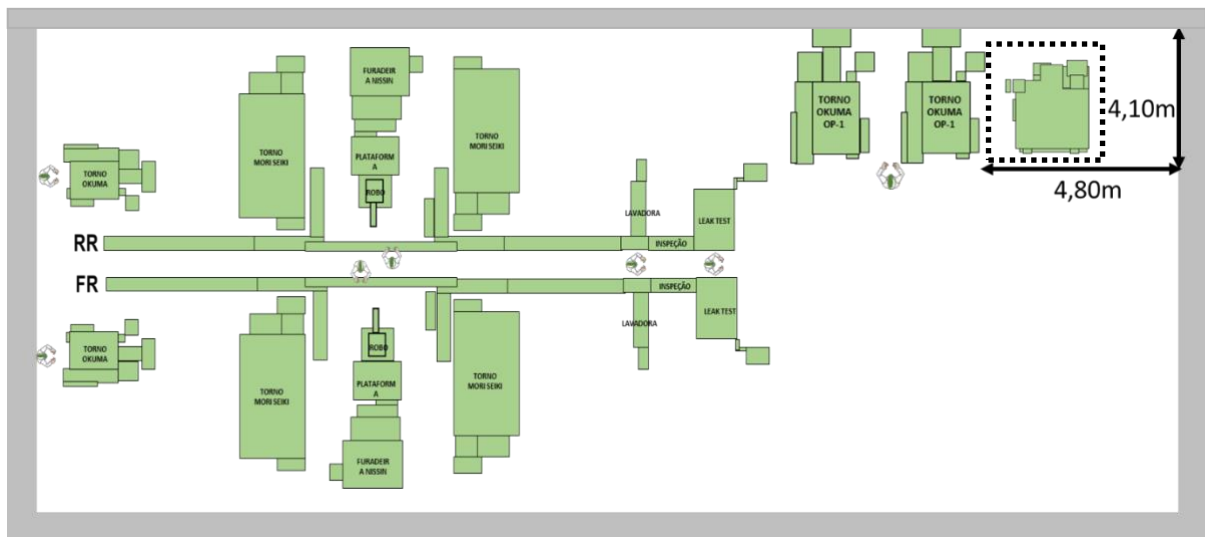 FURADEIR
A NISSIN
TORNO
MORI SEIKI
TORNO
MORI SEIKI
TORNO
OKUMA
OP-1
TORNO
OKUMA
OP-1
4,10m
4,80m
TORNO
OKUMA
PLATAFORM
A
ROBO
LAVADORA
LEAK TEST
RR
INSPEÇÃO
FR
INSPEÇÃO
LAVADORA
LEAK TEST
TORNO
OKUMA
ROBO
PLATAFORM
A
TORNO
MORI SEIKI
TORNO
MORI SEIKI
FURADEIR
A NISSIN